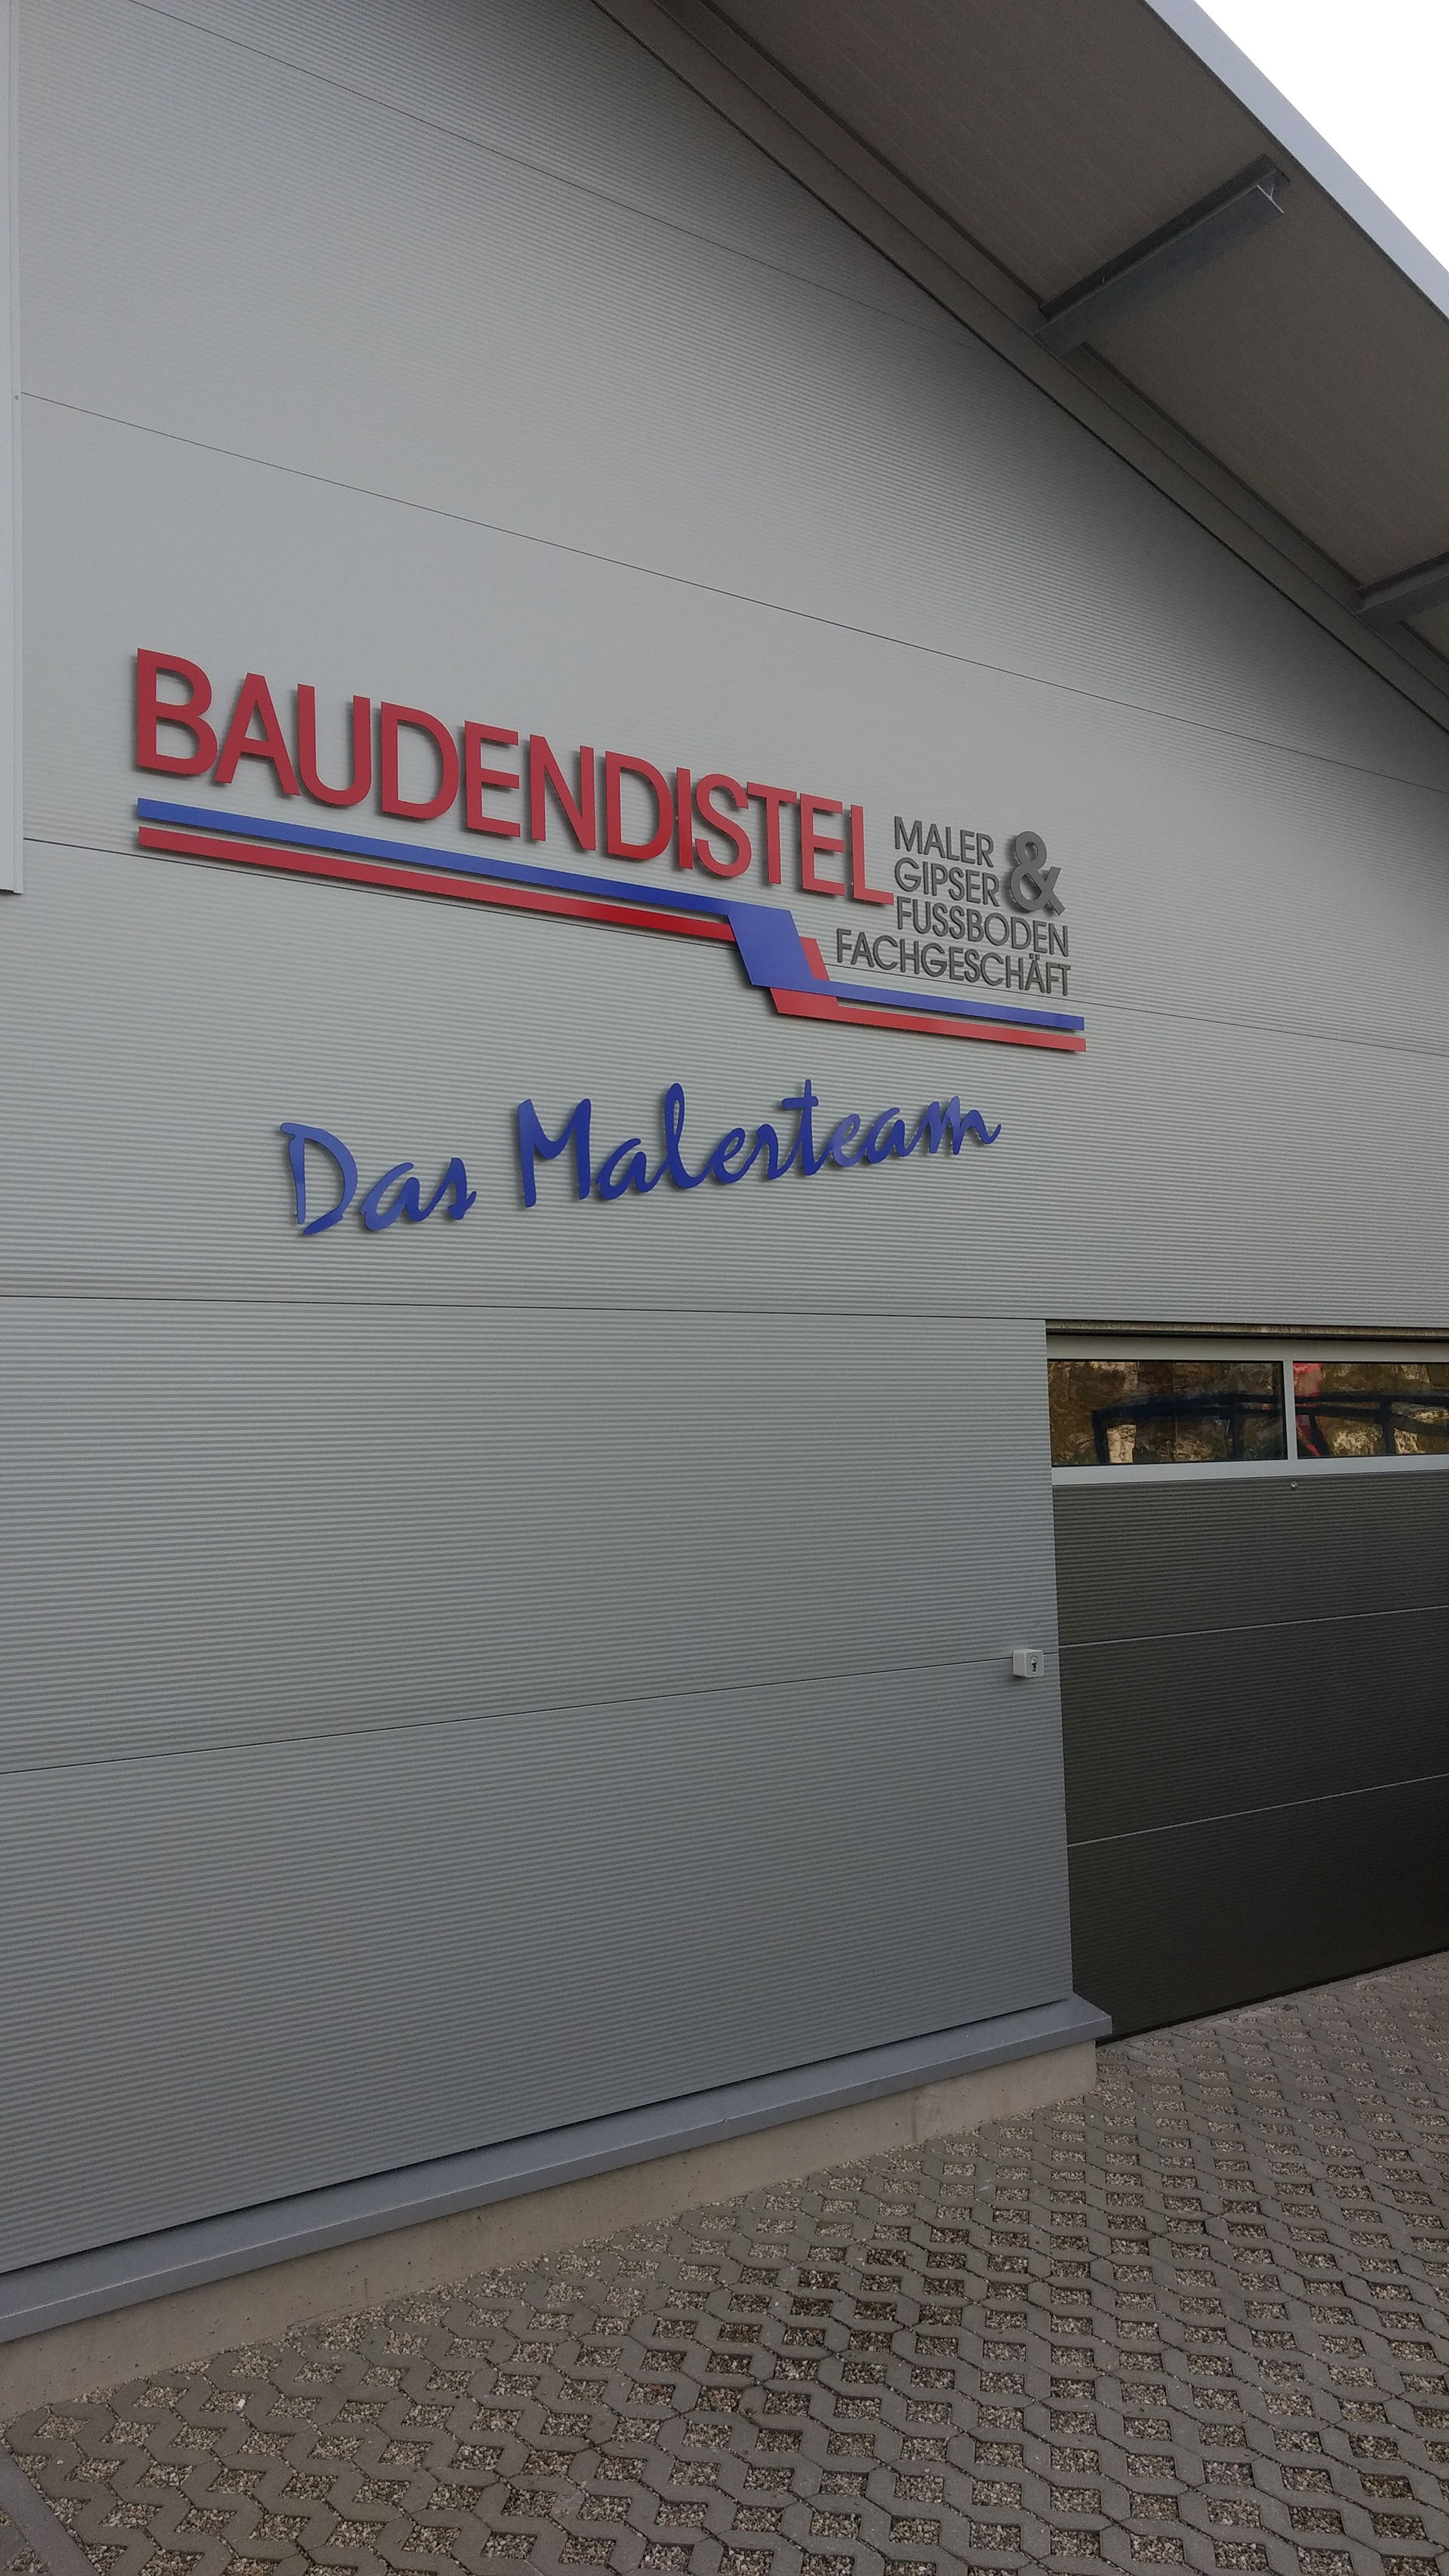 BAUDENDISTEL
MALER &
GIPSER
FUSSBODEN
FACHGESCHÄFT
Das Malerteam